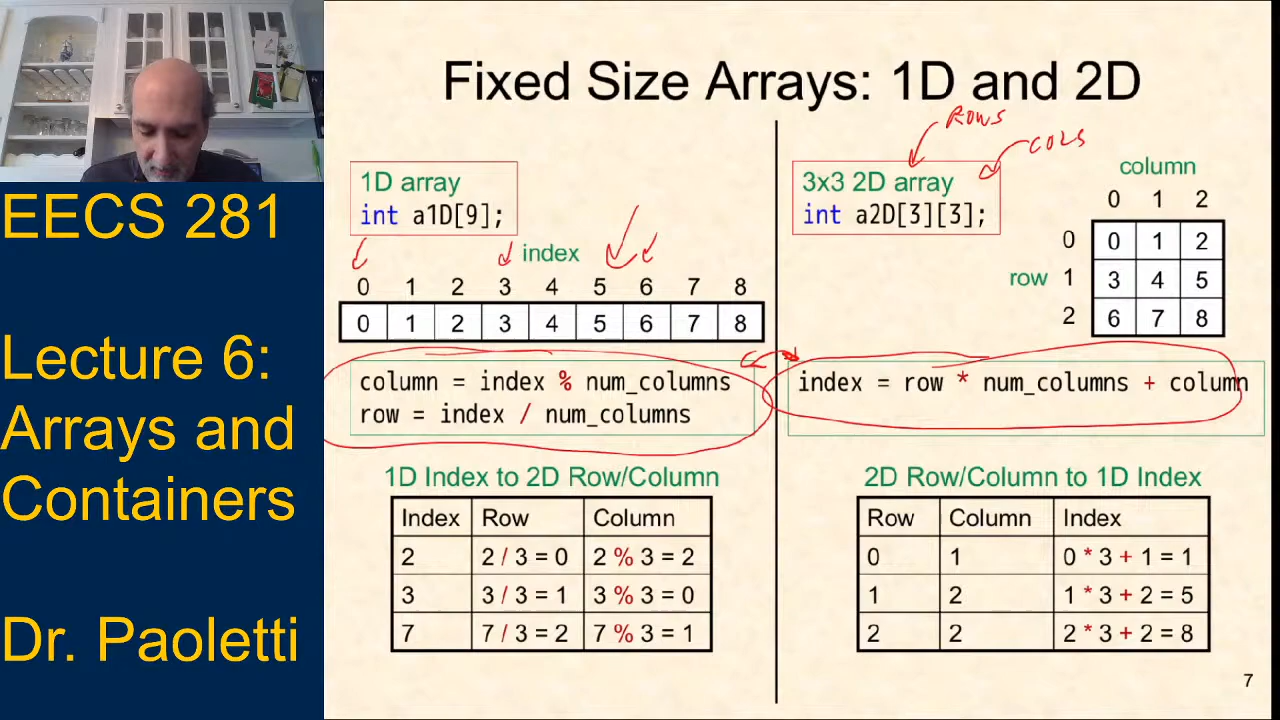 EECS 281
Lecture 6:
Arrays and
Containers
Dr. Paoletti
Fixed Size Arrays: 1D and 2D
ROWS
COLS
1D array
int a1D[9];
index
0 1 2 3 4 5 6 7 8
0 1 2 3 4 5 6 7 8
column = index % num_columns
row = index / num_columns
1D Index to 2D Row/Column
Index Row Column
2 2 / 3 = 0 2 % 3 = 2
3 3 / 3 = 1 3 % 3 = 0
7 7 / 3 = 2 7 % 3 = 1
3x3 2D array
int a2D[3][3];
column
0 1 2
0 0 1 2
row 1 3 4 5
2 6 7 8
index = row * num_columns + column
2D Row/Column to 1D Index
Row Column Index
0 1 0 * 3 + 1 = 1
1 2 1 * 3 + 2 = 5
2 2 2 * 3 + 2 = 8
7